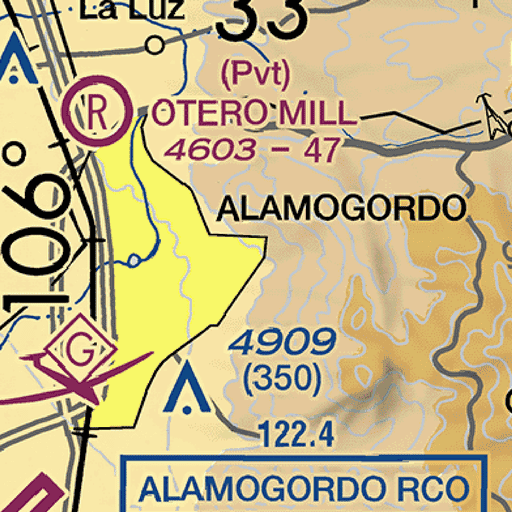 La Luz
33
(Pvt)
R OTERO MILL
4603 - 47
ALAMOGORDO
106°
G
4909
(350)
122.4
ALAMOGORDO RCO